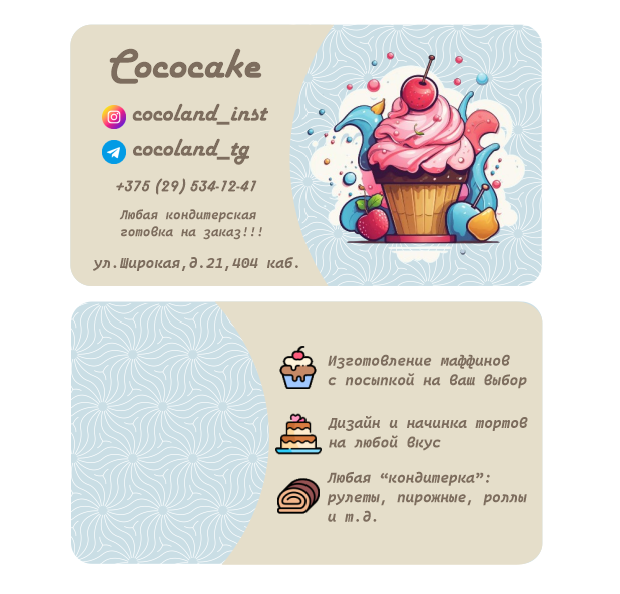 Cococake
cocoland_inst
cocoland_tg
+375 (29) 534-12-41
Любая кондитерская
готовка на заказ!!!
ул.Широкая,д.21,404 каб.
Изготовление маффинов
с посыпкой на ваш выбор
Дизайн и начинка тортов
на любой вкус
Любая “кондитерка”:
рулеты, пирожные, роллы
и т.д.